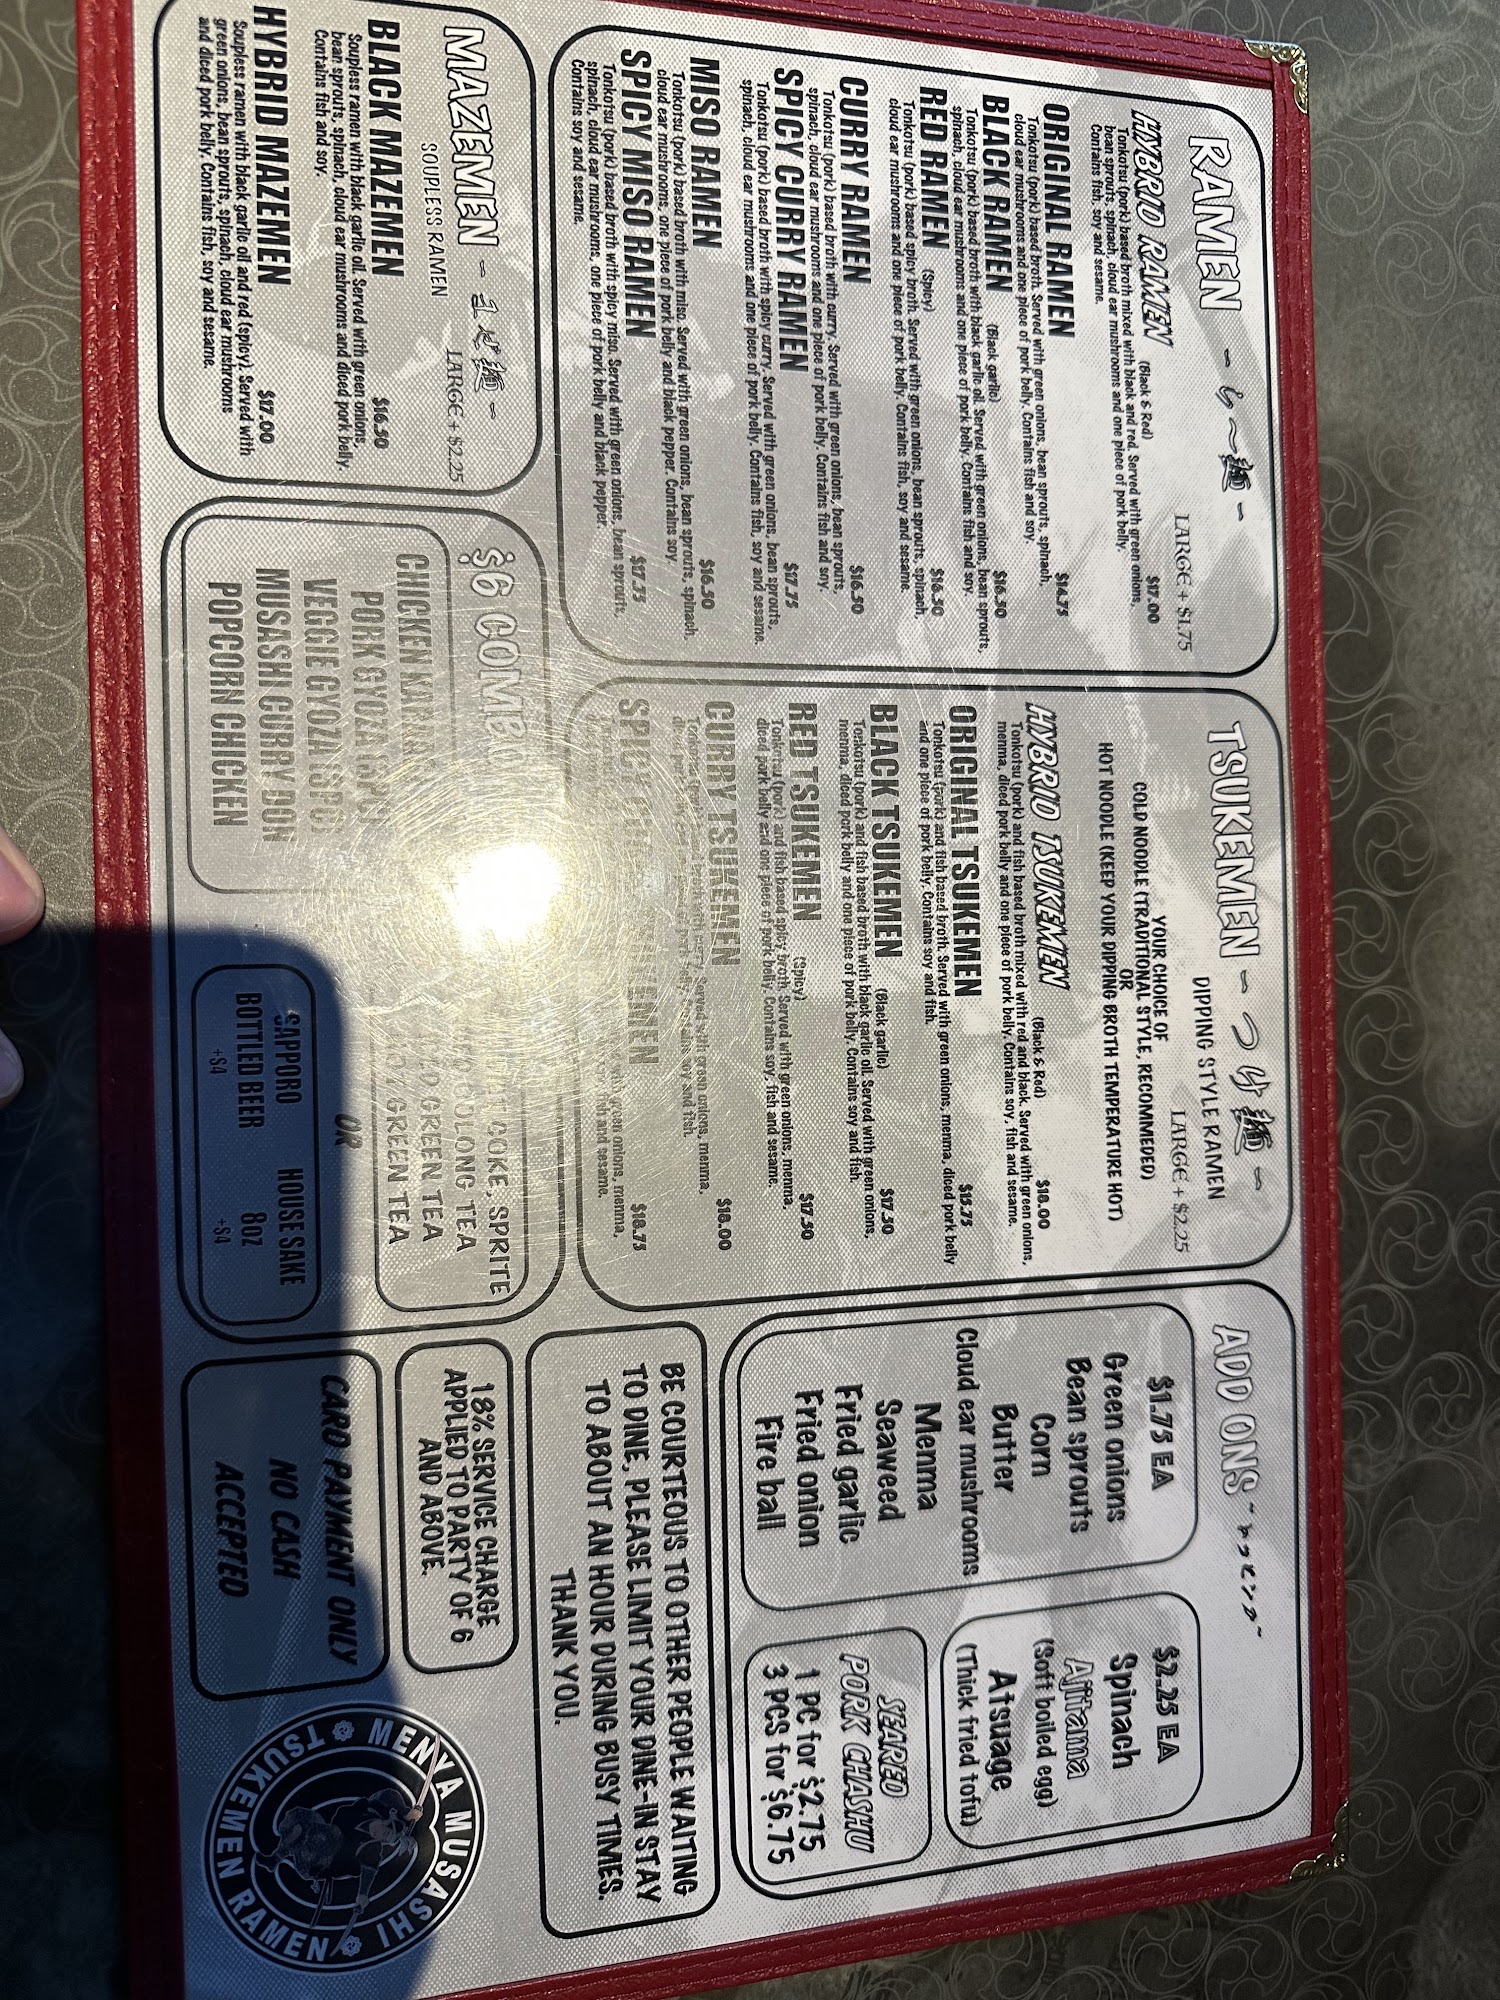 RAMEN
~らーめん麺~
LARGE + $1.75
HYBRID RAMEN (Black & Red) $17.00
Tonkotsu (pork) based broth mixed with black and red. Served with green onions,
bean sprouts, spinach, cloud ear mushrooms and one piece of pork belly.
Contains fish, soy and sesame.
ORIGINAL RAMEN $14.75
Tonkotsu (pork) based broth. Served with green onions, bean sprouts, spinach,
cloud ear mushrooms and one piece of pork belly. Contains fish and soy.
BLACK RAMEN (Black garlic) $16.50
Tonkotsu (pork) based broth with black garlic oil. Served with green onions, bean sprouts,
spinach, cloud ear mushrooms and one piece of pork belly. Contains fish and soy.
RED RAMEN (Spicy) $16.50
Tonkotsu (pork) based spicy broth. Served with green onions, bean sprouts, spinach,
cloud ear mushrooms and one piece of pork belly. Contains fish, soy and sesame.
CURRY RAMEN $16.50
Tonkotsu (pork) based broth with curry. Served with green onions, bean sprouts,
spinach, cloud ear mushrooms and one piece of pork belly. Contains fish and soy.
SPICY CURRY RAMEN $17.75
Tonkotsu (pork) based broth with spicy curry. Served with green onions, bean sprouts,
spinach, cloud ear mushrooms and one piece of pork belly. Contains fish, soy and sesame.
MISO RAMEN $16.50
Tonkotsu (pork) based broth with miso. Served with green onions, bean sprouts, spinach,
cloud ear mushrooms, one piece of pork belly and black pepper. Contains soy.
SPICY MISO RAMEN $17.75
Tonkotsu (pork) based broth with spicy miso. Served with green onions, bean sprouts,
spinach, cloud ear mushrooms, one piece of pork belly and black pepper.
Contains soy and sesame.
MAZEMEN
SOUPLESS RAMEN
LARGE + $2.25
BLACK MAZEMEN $16.50
Soupless ramen with black garlic oil. Served with green onions,
bean sprouts, spinach, cloud ear mushrooms and diced pork belly.
Contains fish and soy.
HYBRID MAZEMEN $17.00
Soupless ramen with black garlic oil and red (spicy). Served with
green onions, bean sprouts, spinach, cloud ear mushrooms
and diced pork belly. Contains fish, soy and sesame.
TSUKEMEN ~つけ麺~
DIPPING STYLE RAMEN
LARGE + $2.25
YOUR CHOICE OF
COLD NOODLE (TRADITIONAL STYLE, RECOMMEDED)
OR
HOT NOODLE (KEEP YOUR DIPPING BROTH TEMPERATURE HOT)
HYBRID TSUKEMEN (Black & Red) $18.00
Tonkotsu (pork) and fish based broth mixed with red and black. Served with green onions,
menma, diced pork belly and one piece of pork belly. Contains soy, fish and sesame.
ORIGINAL TSUKEMEN $15.75
Tonkotsu (pork) and fish based broth. Served with green onions, menma, diced pork belly
and one piece of pork belly. Contains soy and fish.
BLACK TSUKEMEN (Black garlic) $17.50
Tonkotsu (pork) and fish based broth with black garlic oil. Served with green onions,
menma, diced pork belly and one piece of pork belly. Contains soy and fish.
RED TSUKEMEN (Spicy) $17.50
Tonkotsu (pork) and fish based spicy broth. Served with green onions, menma,
diced pork belly and one piece of pork belly. Contains soy, fish and sesame.
CURRY TSUKEMEN $18.00
broth with curry. Served with green onions, menma,
soy and fish.
$18.75
green onions, menma,
fish and sesame.
$6 COMBO
CHICKEN
PORK GYOZA
VEGGIE GYOZA
MUSASHI CURRY DON
POPCORN CHICKEN
COKE, SPRITE
OOLONG TEA
GREEN TEA
GREEN TEA
OR
SAPPORO
BOTTLED BEER
+$4
HOUSE SAKE
8OZ
+$4
ADD ONS ~トッピング~
$1.75 EA
Green onions
Bean sprouts
Corn
Butter
Cloud ear mushrooms
Menma
Seaweed
Fried garlic
Fried onion
Fire ball
$2.25 EA
Spinach
Ajitama
(Soft boiled egg)
Atsuage
(Thick fried tofu)
SEARED
PORK CHASHU
1 PC for $2.75
3 PCS for $6.75
BE COURTEOUS TO OTHER PEOPLE WAITING
TO DINE, PLEASE LIMIT YOUR DINE-IN STAY
TO ABOUT AN HOUR DURING BUSY TIMES.
THANK YOU.
18% SERVICE CHARGE
APPLIED TO PARTY OF 6
AND ABOVE.
CARD PAYMENT ONLY
NO CASH
ACCEPTED
MENYA MUSASHI
TSUKEMEN RAMEN